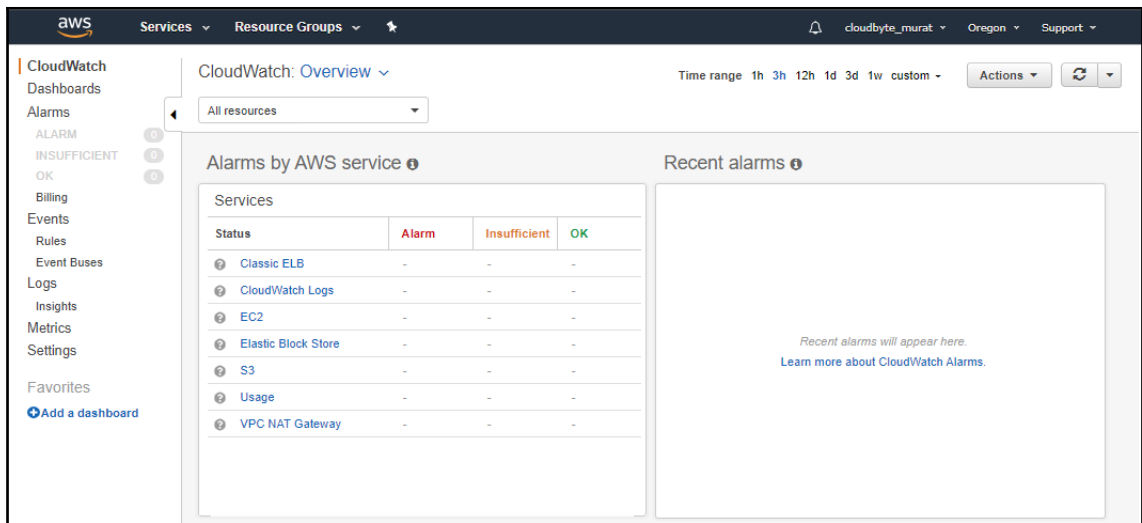 aws Services Resource Groups cloudbyte_murat Oregon Support
CloudWatch
Dashboards
Alarms
ALARM 0
INSUFFICIENT 0
OK 0
Billing
Events
Rules
Event Buses
Logs
Insights
Metrics
Settings
Favorites
Add a dashboard
CloudWatch: Overview
Time range 1h 3h 12h 1d 3d 1w custom
Actions
All resources
Alarms by AWS service
Services
Status Alarm Insufficient OK
Classic ELB - - -
CloudWatch Logs - - -
EC2 - - -
Elastic Block Store - - -
S3 - - -
Usage - - -
VPC NAT Gateway - - -
Recent alarms
Recent alarms will appear here.
Learn more about CloudWatch Alarms.